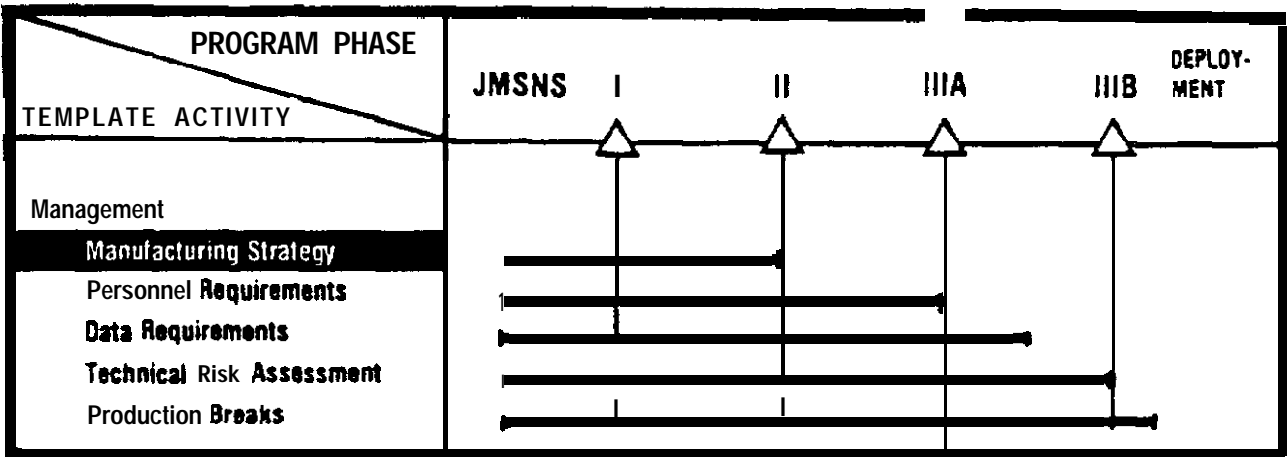 PROGRAM PHASE
TEMPLATE ACTIVITY
JMSNS I II IIIA IIIB DEPLOY-
MENT
Management
Manufacturing Strategy
Personnel Requirements
Data Requirements
Technical Risk Assessment
Production Breaks